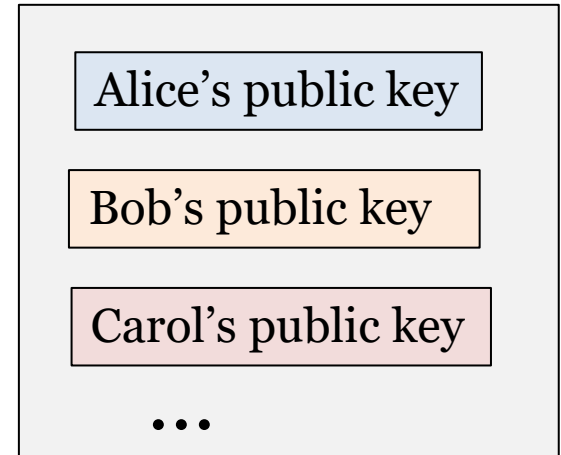 Alice’s public key
Bob’s public key
Carol’s public key
...